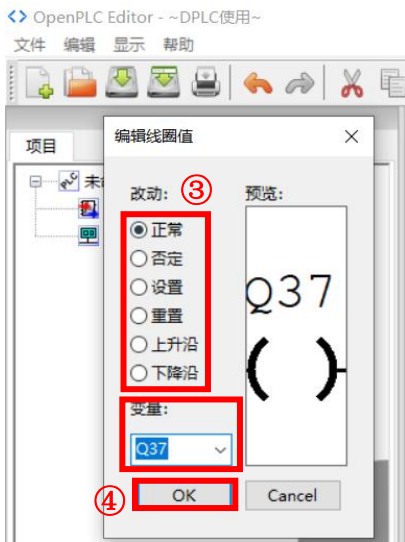 OpenPLC Editor - ~DPLC使用~
文件 编辑 显示 帮助
编辑线圈值
项目
改动: ③ 预览:
正常
否定
设置
重置
上升沿
下降沿
Q37
( )
变量:
Q37
④ OK Cancel